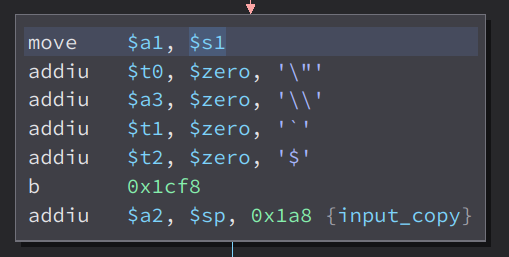 move $a1, $s1
addiu $t0, $zero, '\"'
addiu $a3, $zero, '\\'
addiu $t1, $zero, '`'
addiu $t2, $zero, '$'
b 0x1cf8
addiu $a2, $sp, 0x1a8 {input_copy}